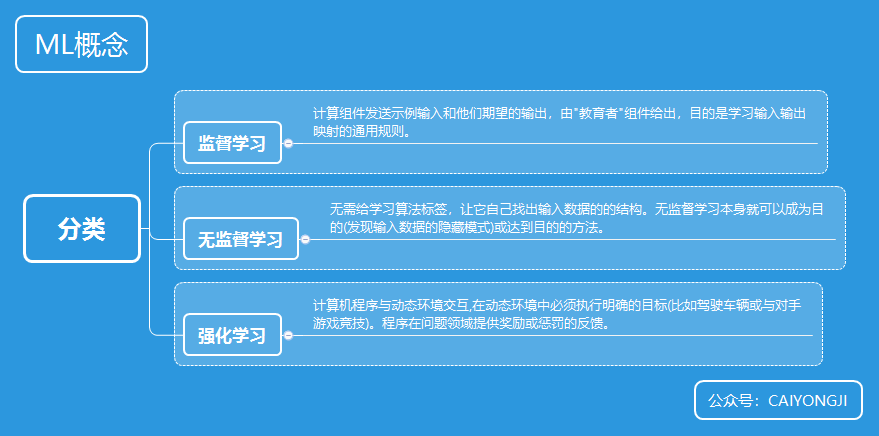 ML概念
计算组件发送示例输入和他们期望的输出，由"教育者"组件给出，目的是学习输入输出
映射的通用规则。
监督学习
分类
无需给学习算法标签，让它自己找出输入数据的的结构。无监督学习本身就可以成为目
的(发现输入数据的隐藏模式)或达到目的的方法。
无监督学习
计算机程序与动态环境交互,在动态环境中必须执行明确的目标(比如驾驶车辆或与对手
游戏竞技)。程序在问题领域提供奖励或惩罚的反馈。
强化学习
公众号：CAIYONGJI